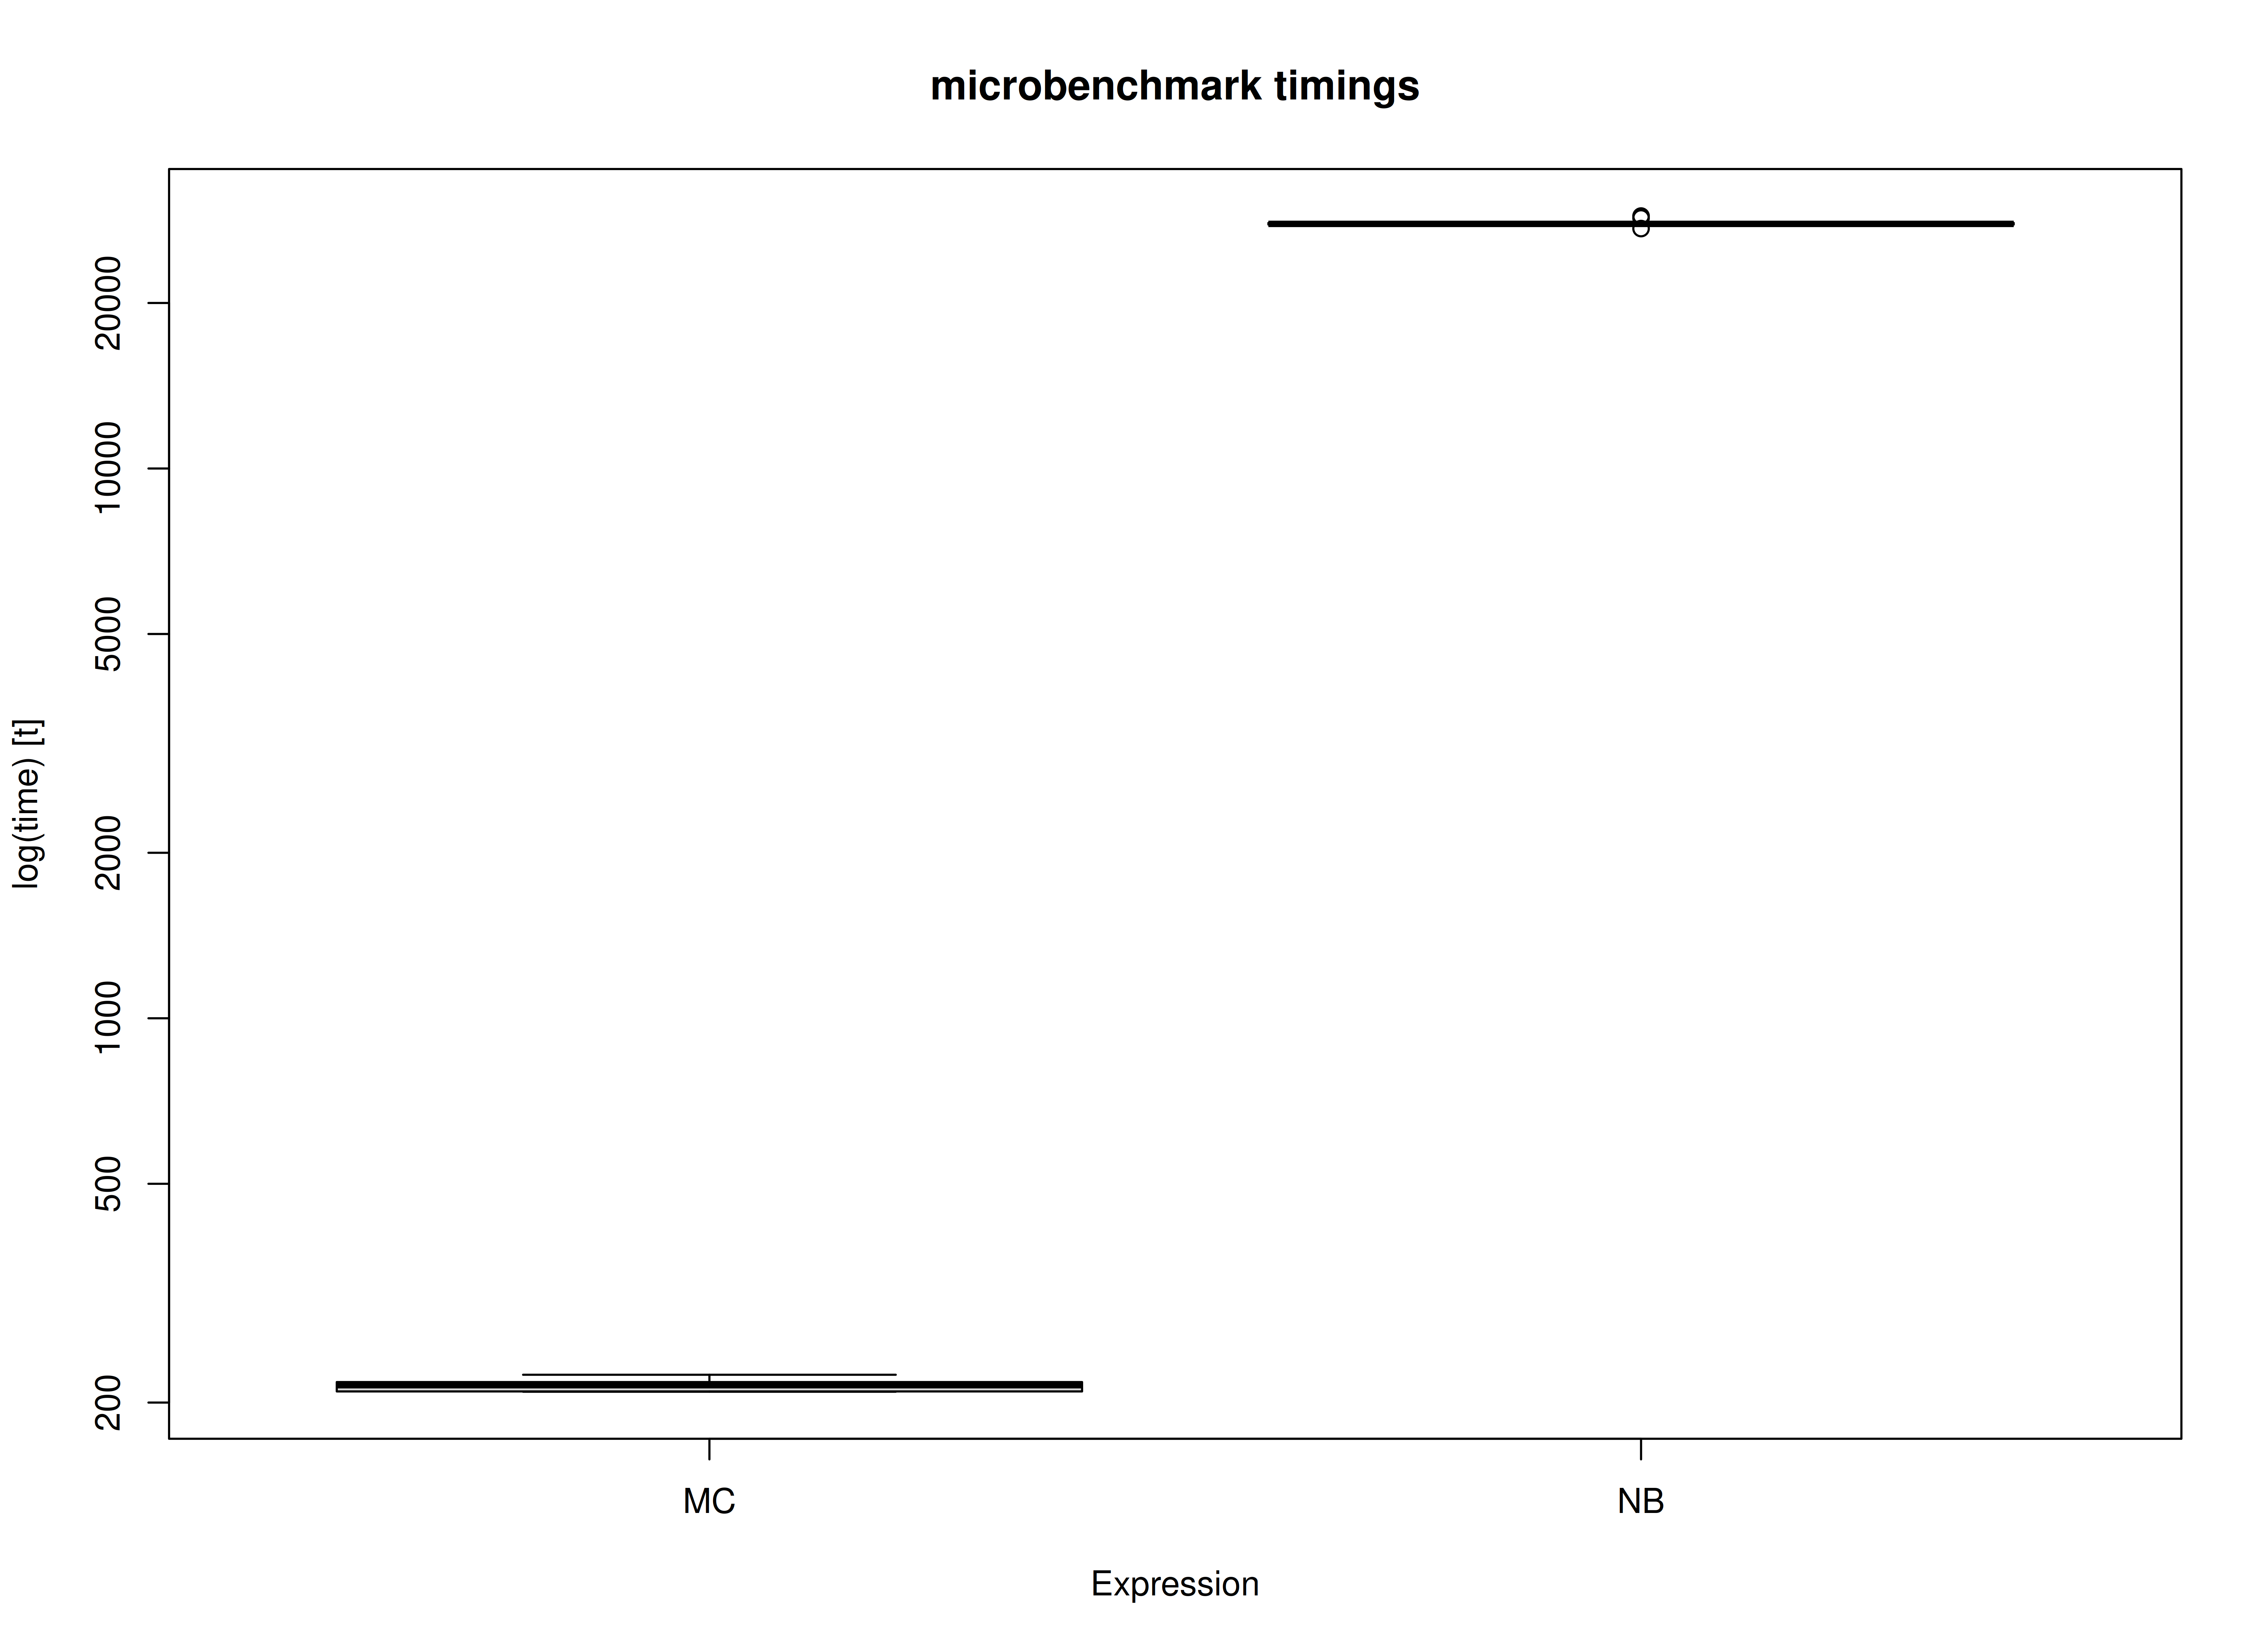 microbenchmark timings
log(time) [t]
20000
10000
5000
2000
1000
500
200
MC
NB
Expression